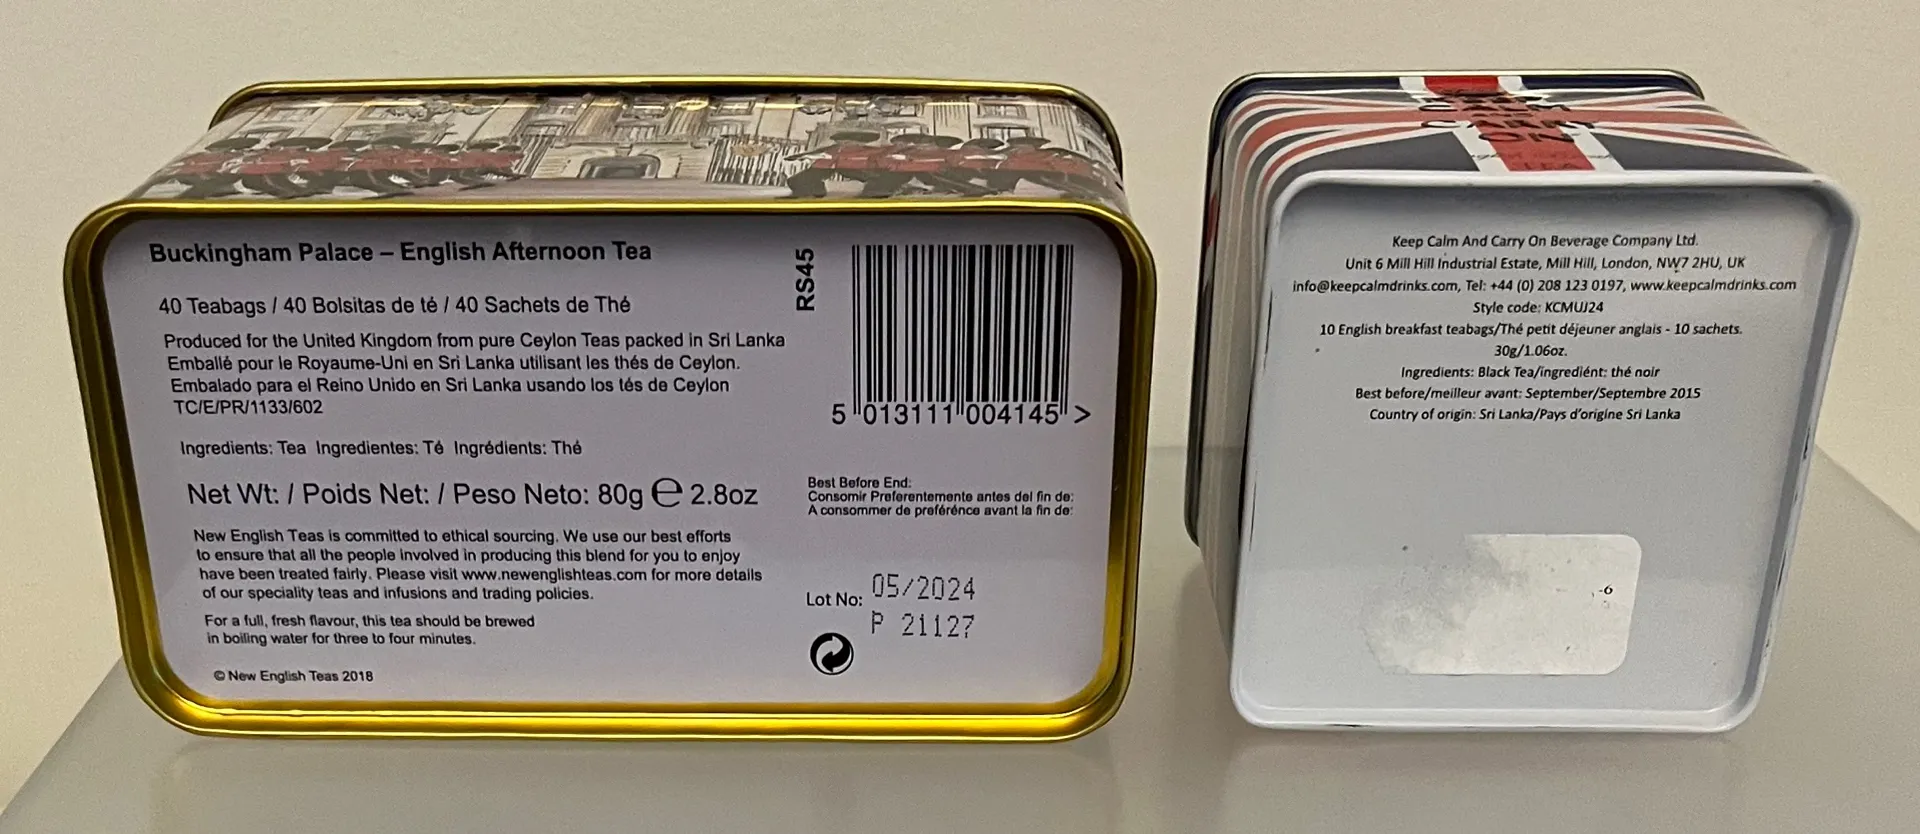 Buckingham Palace – English Afternoon Tea
40 Teabags / 40 Bolsitas de té / 40 Sachets de Thé
Produced for the United Kingdom from pure Ceylon Teas packed in Sri Lanka
Emballé pour le Royaume-Uni en Sri Lanka utilisant les thés de Ceylon.
Embalado para el Reino Unido en Sri Lanka usando los tés de Ceylon
TC/E/PR/1133/602
Ingredients: Tea Ingredientes: Té Ingrédients: Thé
Net Wt: / Poids Net: / Peso Neto: 80g ℮ 2.8oz
New English Teas is committed to ethical sourcing. We use our best efforts
to ensure that all the people involved in producing this blend for you to enjoy
have been treated fairly. Please visit www.newenglishteas.com for more details
of our speciality teas and infusions and trading policies.
For a full, fresh flavour, this tea should be brewed
in boiling water for three to four minutes.
© New English Teas 2018
RS45
5 013111 004145 >
Best Before End:
Consomir Preferentemente antes del fin de:
A consommer de preférénce avant la fin de:
05/2024
Lot No:
P 21127
Keep Calm And Carry On Beverage Company Ltd.
Unit 6 Mill Hill Industrial Estate, Mill Hill, London, NW7 2HU, UK
info@keepcalmdrinks.com, Tel: +44 (0) 208 123 0197, www.keepcalmdrinks.com
Style code: KCMUJ24
10 English breakfast teabags/Thé petit déjeuner anglais - 10 sachets.
30g/1.06oz.
Ingredients: Black Tea/ingrediént: thé noir
Best before/meilleur avant: September/Septembre 2015
Country of origin: Sri Lanka/Pays d'origine Sri Lanka
-6